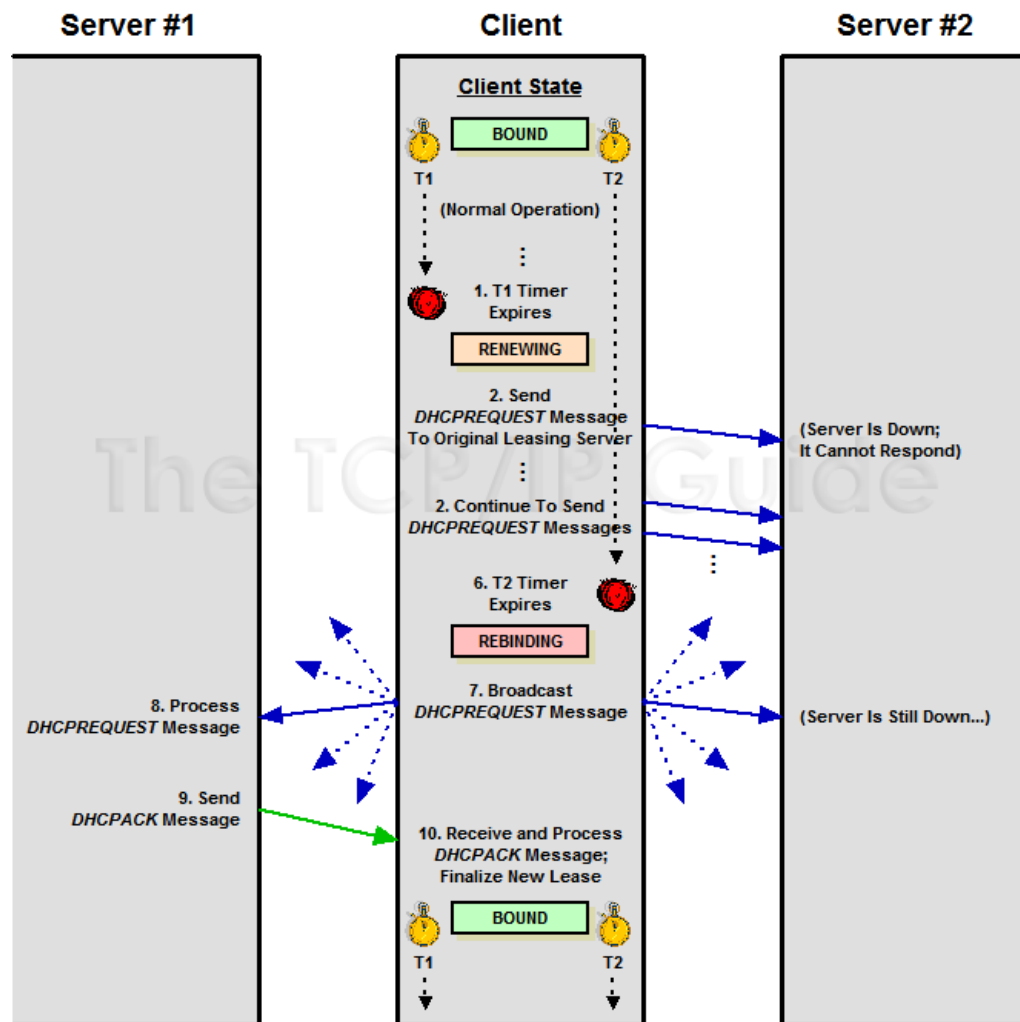 Server #1
Client
Server #2
Client State
BOUND
T1
T2
(Normal Operation)
...
1. T1 Timer
Expires
RENEWING
2. Send
DHCPREQUEST Message
To Original Leasing Server
(Server Is Down;
It Cannot Respond)
The TCP/IP Guide
...
2. Continue To Send
DHCPREQUEST Messages
...
6. T2 Timer
Expires
REBINDING
7. Broadcast
DHCPREQUEST Message
8. Process
DHCPREQUEST Message
(Server Is Still Down...)
9. Send
DHCPACK Message
10. Receive and Process
DHCPACK Message;
Finalize New Lease
BOUND
T1
T2